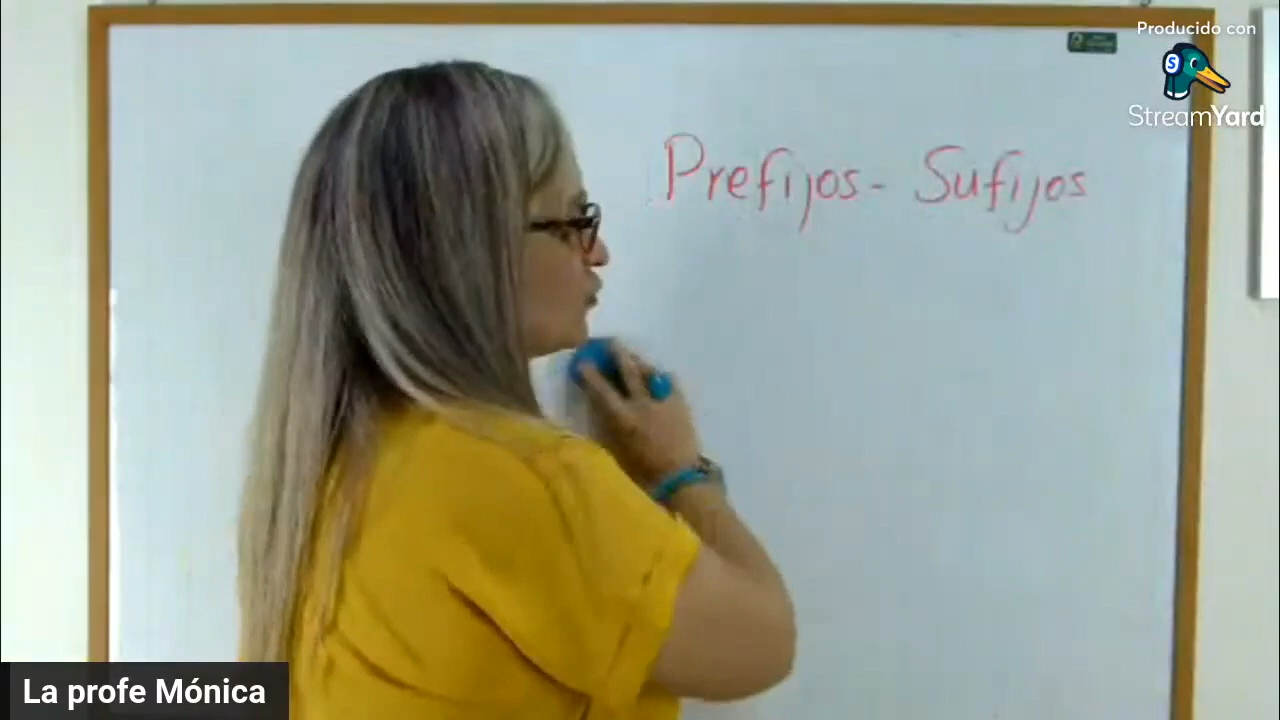 Producido con
StreamYard
Prefijos - Sufijos
La profe Mónica